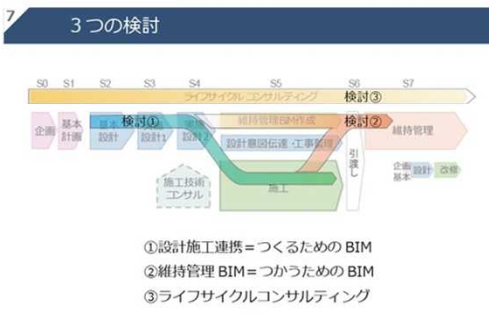 7
3つの検討
S0 S1 S2 S3 S4 S5 S6 S7
ライフサイクルコンサルティング 検討③
企画
基本
計画
検討①
基本
設計
設計1
設計2
維持管理BIM作成
検討②
設計意図伝達・工事監理
引渡し
維持管理
施工技術
コンサル
施工
企画
基本
設計
改修
①設計施工連携＝つくるための BIM
②維持管理 BIM＝つかうための BIM
③ライフサイクルコンサルティング